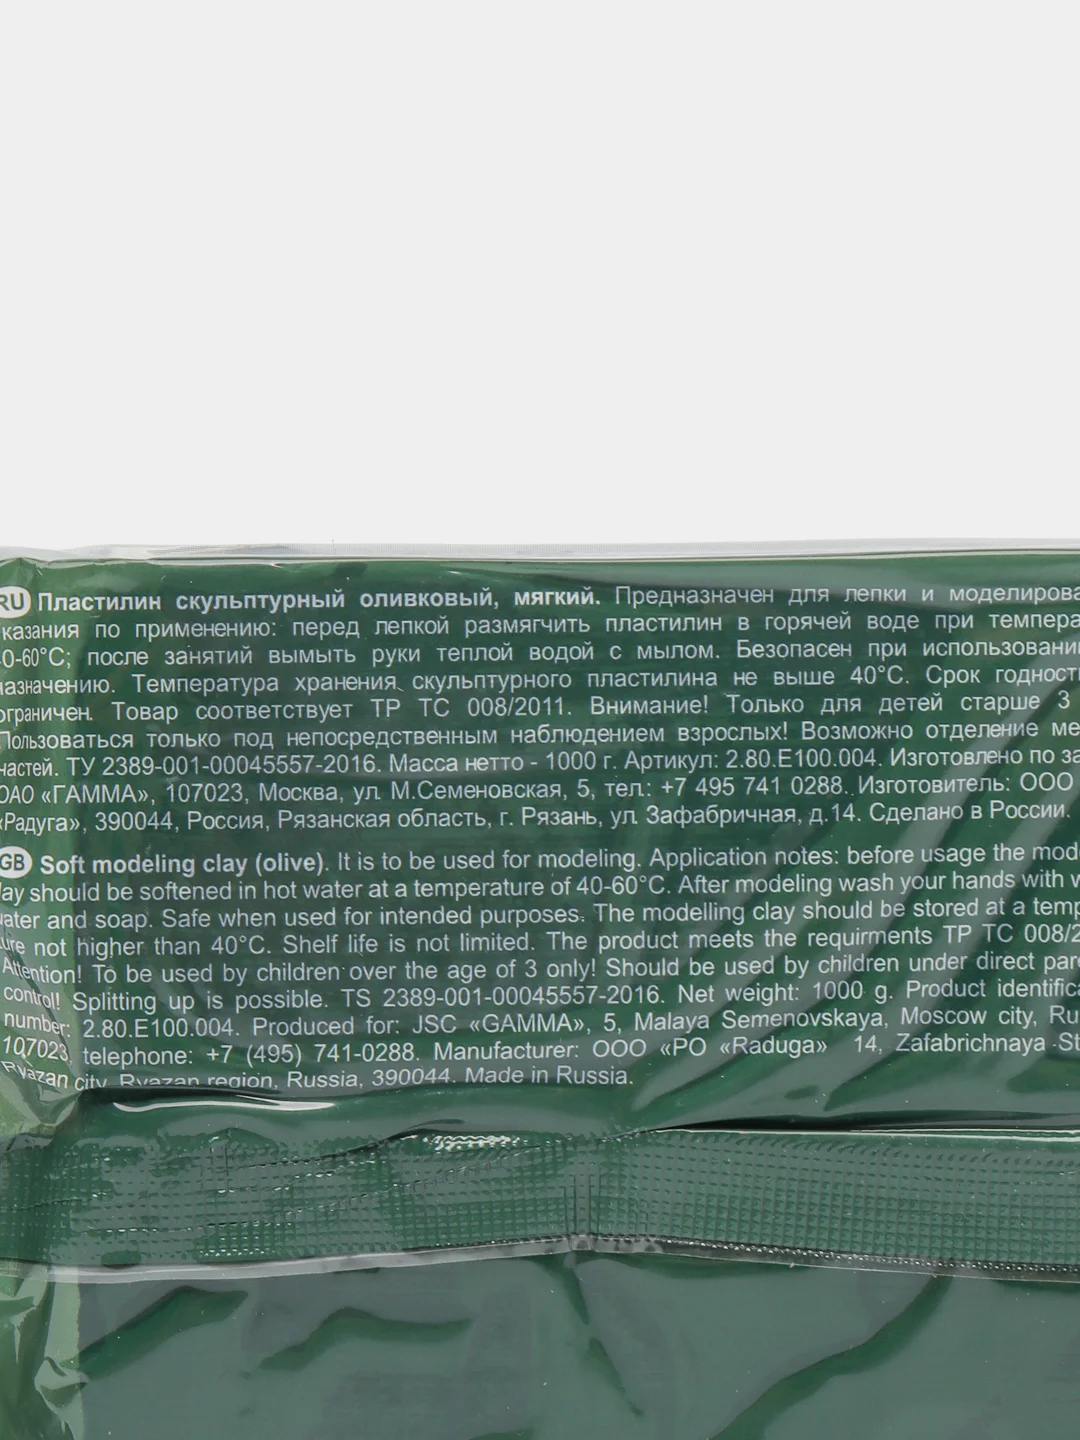 RU Пластилин скульптурный оливковый, мягкий. Предназначен для лепки и моделирова
казания по применению: перед лепкой размягчить пластилин в горячей воде при темпера
0-60°С; после занятий вымыть руки теплой водой с мылом. Безопасен при использовани
назначению. Температура хранения скульптурного пластилина не выше 40°С. Срок годност
ограничен. Товар соответствует ТР ТС 008/2011. Внимание! Только для детей старше 3
Пользоваться только под непосредственным наблюдением взрослых! Возможно отделение ме
частей. ТУ 2389-001-00045557-2016. Масса нетто - 1000 г. Артикул: 2.80.Е100.004. Изготовлено по за
ОАО «ГАММА», 107023, Москва, ул. М.Семеновская, 5, тел.: +7 495 741 0288. Изготовитель: ООО
«Радуга», 390044, Россия, Рязанская область, г. Рязань, ул. Зафабричная, д.14. Сделано в России.
GB Soft modeling clay (olive). It is to be used for modeling. Application notes: before usage the mod
lay should be softened in hot water at a temperature of 40-60°C. After modeling wash your hands with w
ater and soap. Safe when used for intended purposes. The modelling clay should be stored at a temp
ure not higher than 40°C. Shelf life is not limited. The product meets the requirments ТР ТС 008/2
Attention! To be used by children over the age of 3 only! Should be used by children under direct par
control! Splitting up is possible. TS 2389-001-00045557-2016. Net weight: 1000 g. Product identifica
number: 2.80.E100.004. Produced for: JSC «GAMMA», 5, Malaya Semenovskaya, Moscow city, Ru
107023, telephone: +7 (495) 741-0288. Manufacturer: OOO «PO «Raduga» 14, Zafabrichnaya St
Ryazan city, Ryazan region, Russia, 390044. Made in Russia.